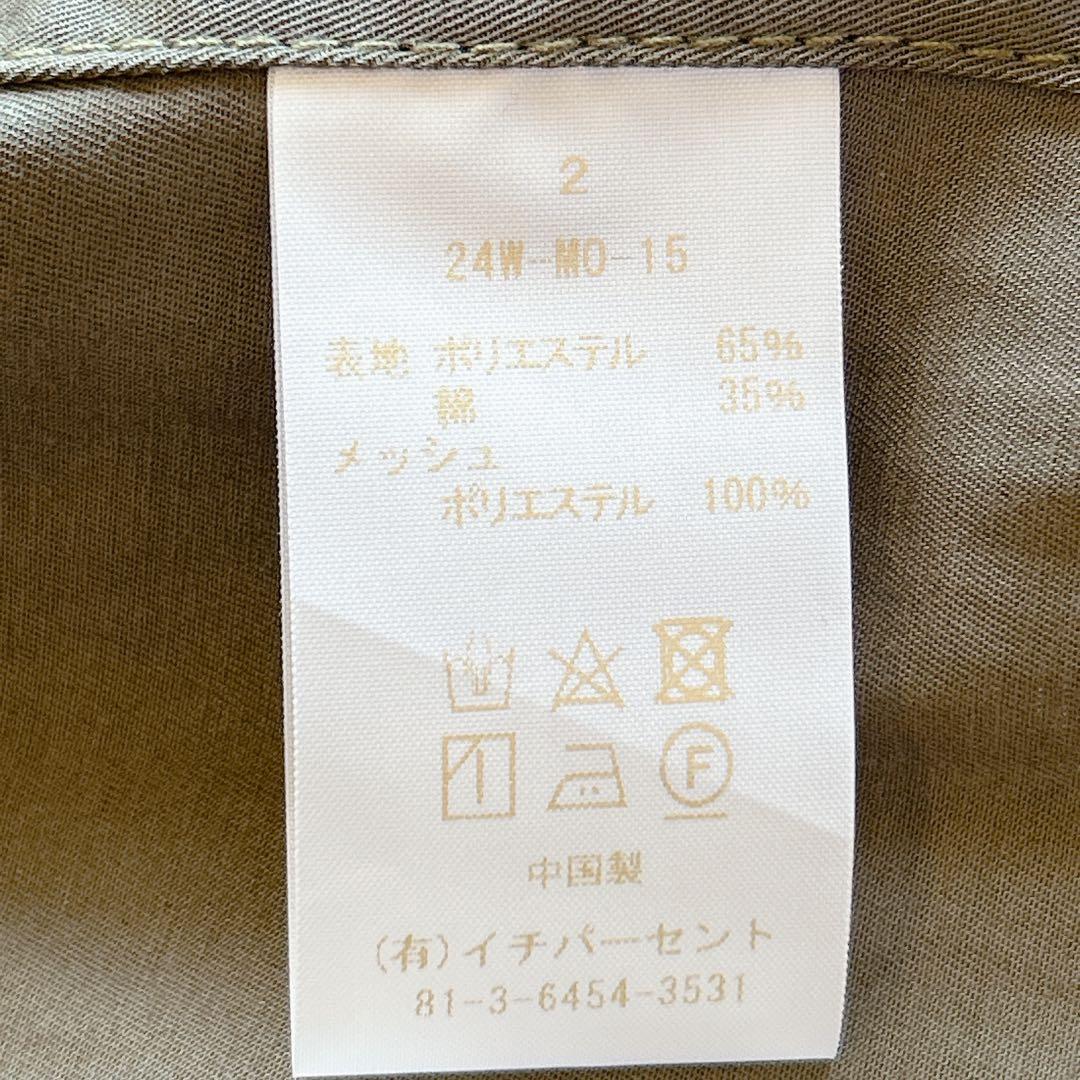 2
24W-MO-15
表地 ポリエステル 65%
綿 35%
メッシュ
ポリエステル 100%
F
中国製
(有)イチパーセント
81-3-6454-3531